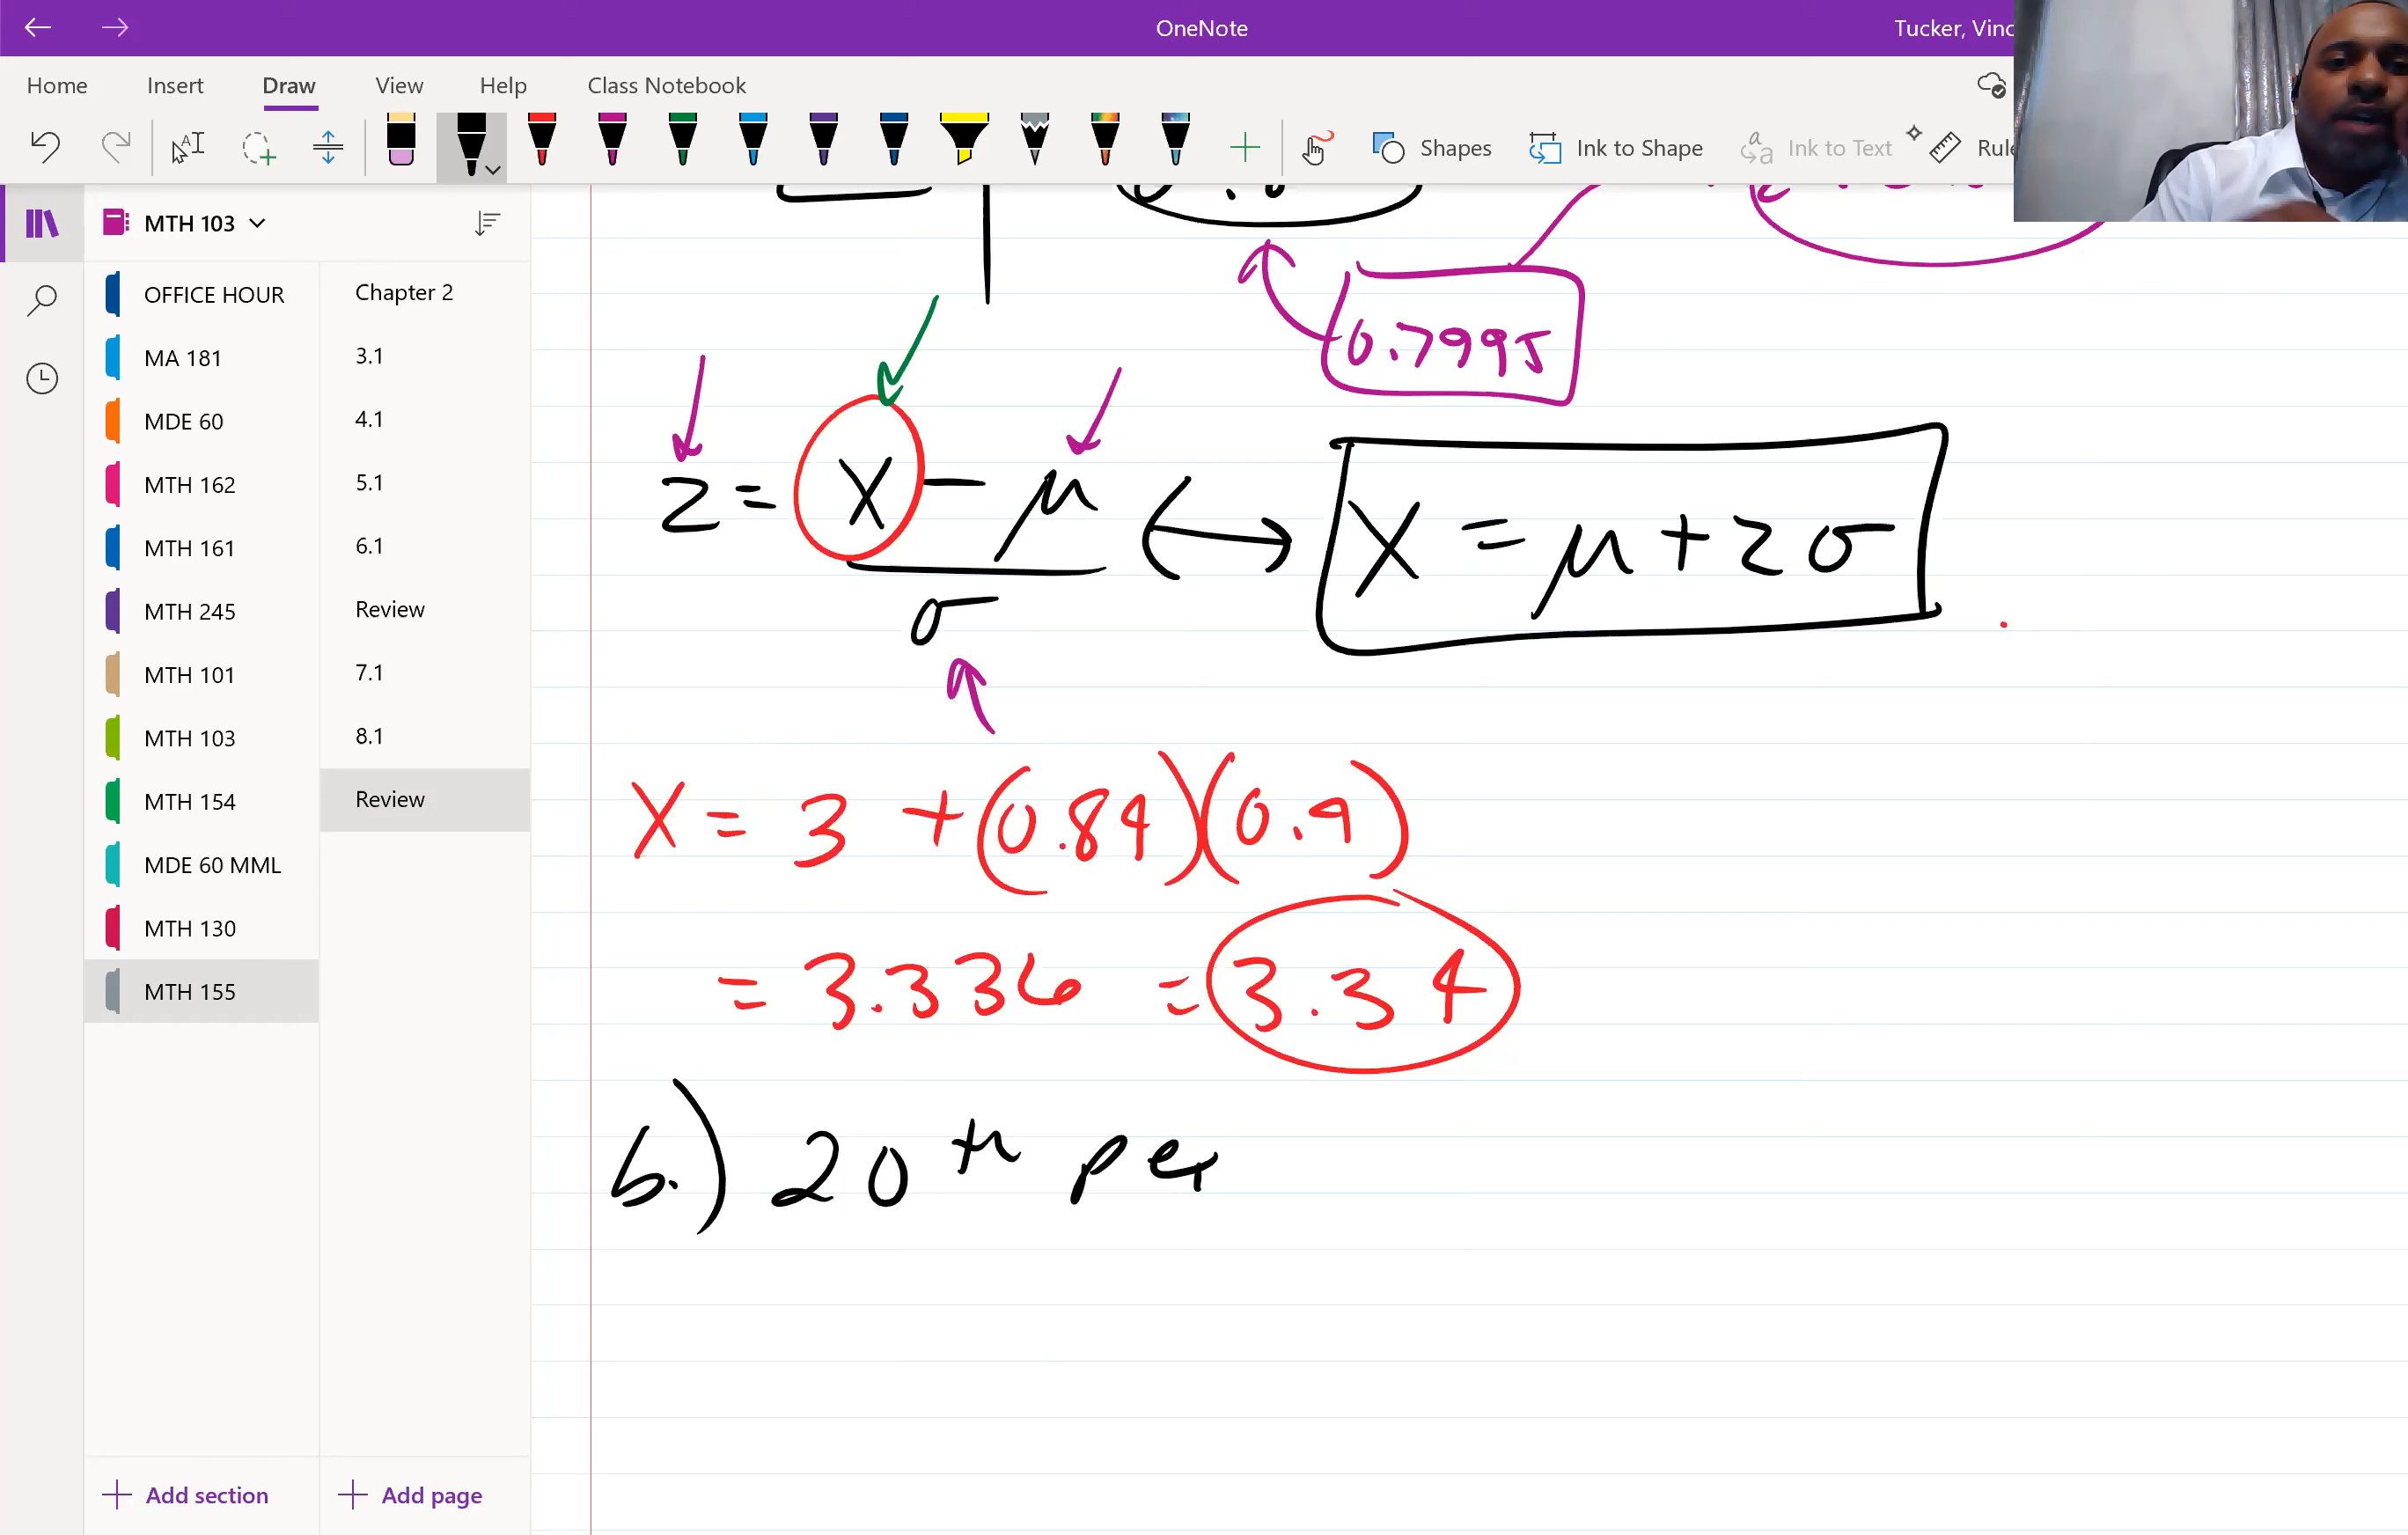 OneNote
Tucker, Vinc
Home Insert Draw View Help Class Notebook
Shapes Ink to Shape Ink to Text Rule
MTH 103
OFFICE HOUR
MA 181
MDE 60
MTH 162
MTH 161
MTH 245
MTH 101
MTH 103
MTH 154
MDE 60 MML
MTH 130
MTH 155
Add section
Chapter 2
3.1
4.1
5.1
6.1
Review
7.1
8.1
Review
Add page
0.7995
z = x - μ / σ ↔ x = μ + zσ
x = 3 + (0.84)(0.4)
= 3.336 = 3.34
b.) 20th per